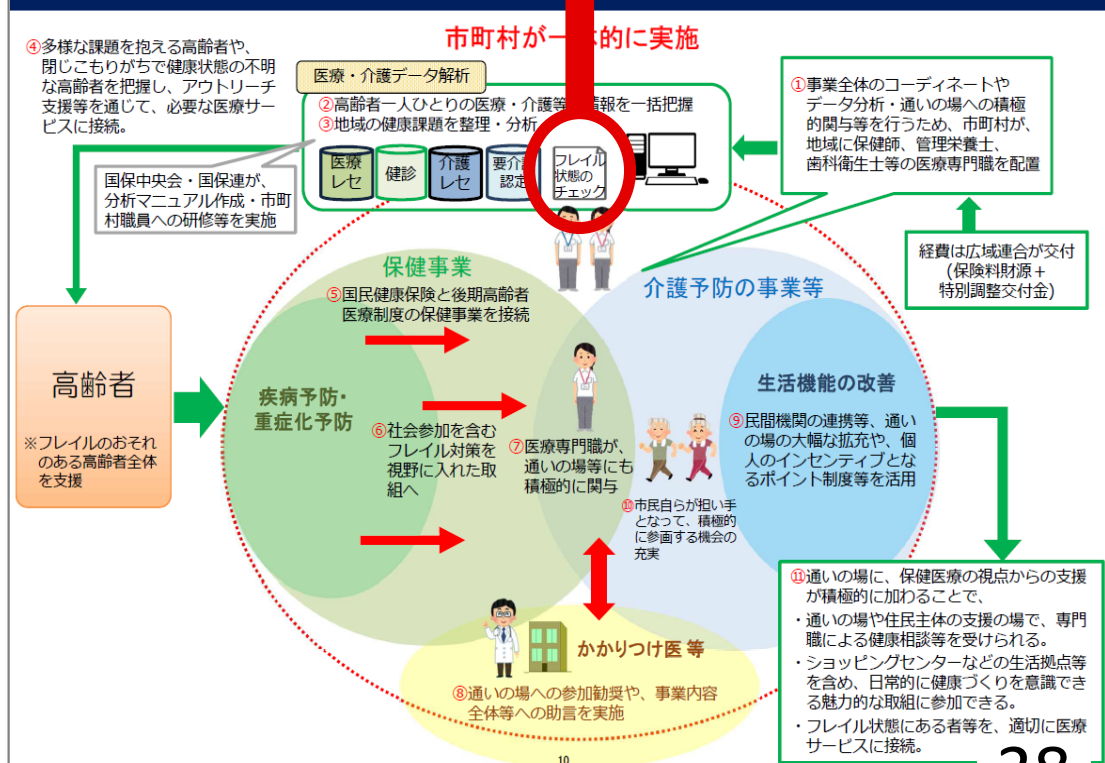 市町村が一体的に実施
④多様な課題を抱える高齢者や、
閉じこもりがちで健康状態の不明
な高齢者を把握し、アウトリーチ
支援等を通じて、必要な医療サー
ビスに接続。
医療・介護データ解析
②高齢者一人ひとりの医療・介護等 情報を一括把握
③地域の健康課題を整理・分析
医療
レセ
健診
介護
レセ
要介護
認定
フレイル
状態の
チェック
国保中央会・国保連が、
分析マニュアル作成・市町
村職員への研修等を実施
①事業全体のコーディネートや
データ分析・通いの場への積極
的関与等を行うため、市町村が、
地域に保健師、管理栄養士、
歯科衛生士等の医療専門職を配置
経費は広域連合が交付
(保険料財源+
特別調整交付金)
高齢者
※フレイルのおそれ
のある高齢者全体
を支援
保健事業
⑤国民健康保険と後期高齢者
医療制度の保健事業を接続
疾病予防・
重症化予防
⑥社会参加を含む
フレイル対策を
視野に入れた取
組へ
⑦医療専門職が、
通いの場等にも
積極的に関与
介護予防の事業等
生活機能の改善
⑨民間機関の連携等、通い
の場の大幅な拡充や、個
人のインセンティブとな
るポイント制度等を活用
⑩市民自らが担い手
となって、積極的
に参画する機会の
充実
かかりつけ医 等
⑧通いの場への参加勧奨や、事業内容
全体等への助言を実施
⑪通いの場に、保健医療の視点からの支援
が積極的に加わることで、
・通いの場や住民主体の支援の場で、専門
職による健康相談等を受けられる。
・ショッピングセンターなどの生活拠点等
を含め、日常的に健康づくりを意識でき
る魅力的な取組に参加できる。
・フレイル状態にある者等を、適切に医療
サービスに接続。
10
28